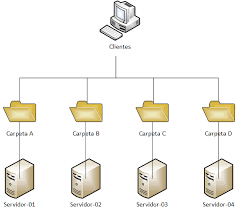 Clientes
Carpeta A
Carpeta B
Carpeta C
Carpeta D
Servidor-01
Servidor-02
Servidor-03
Servidor-04